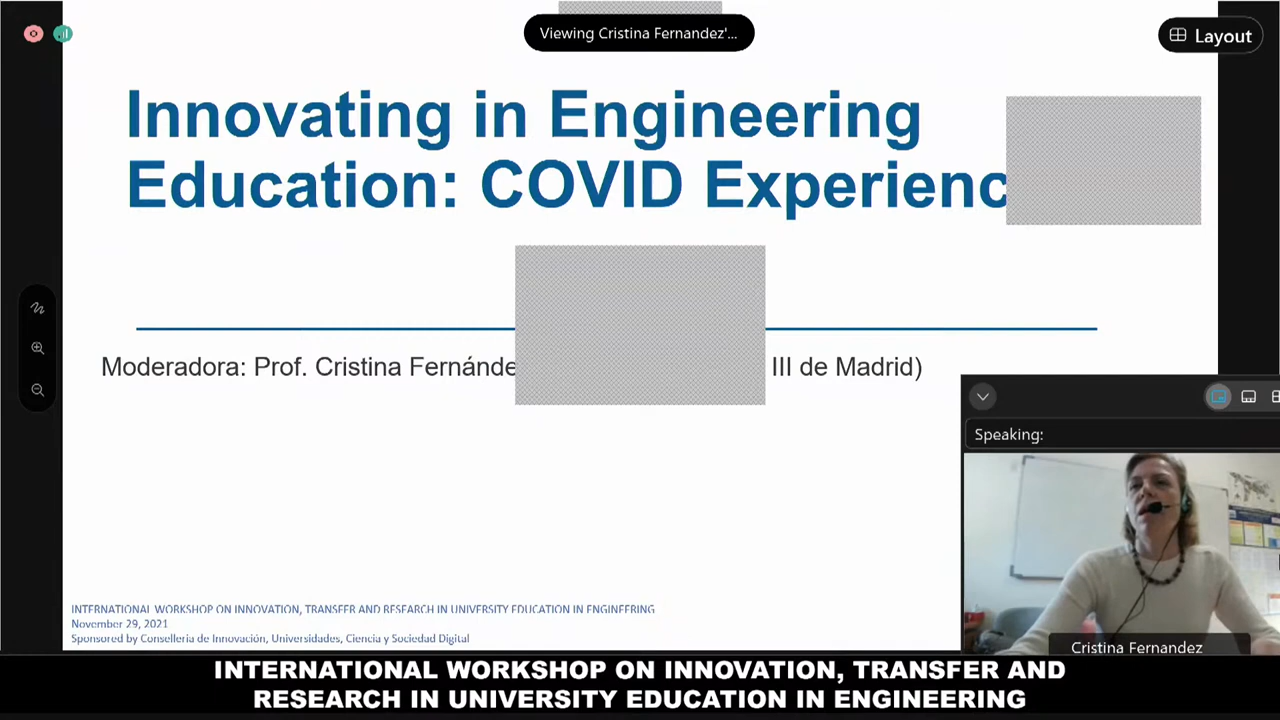 Viewing Cristina Fernandez'...
Layout
Innovating in Engineering
Education: COVID Experienc
Moderadora: Prof. Cristina Fernánde III de Madrid)
Speaking:
Cristina Fernandez
INTERNATIONAL WORKSHOP ON INNOVATION, TRANSFER AND RESEARCH IN UNIVERSITY EDUCATION IN ENGINEERING
November 29, 2021
Sponsored by Conselleria de Innovación, Universidades, Ciencia y Sociedad Digital
INTERNATIONAL WORKSHOP ON INNOVATION, TRANSFER AND
RESEARCH IN UNIVERSITY EDUCATION IN ENGINEERING